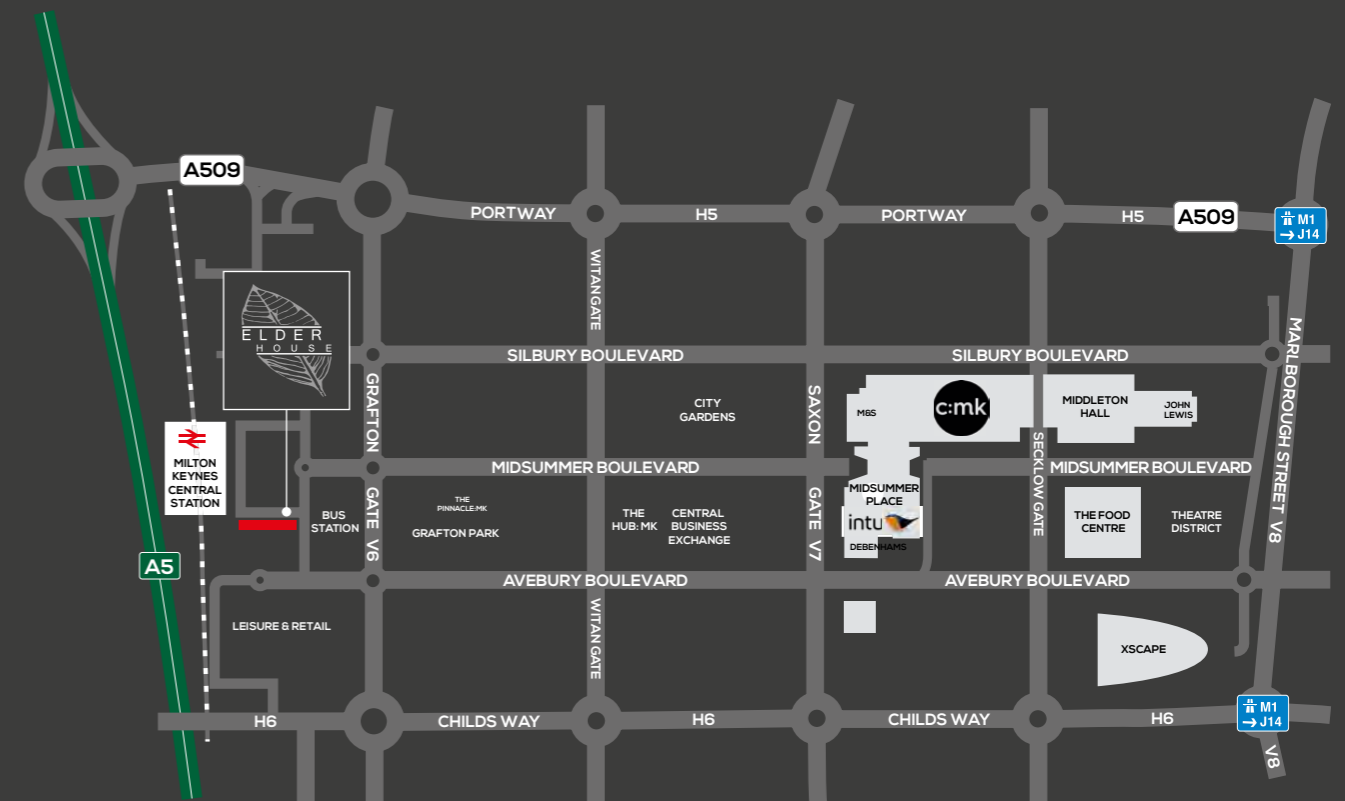 A509
PORTWAY
H5
PORTWAY
H5
A509
M1
→ J14
WITAN GATE
ELDER
HOUSE
SILBURY BOULEVARD
SILBURY BOULEVARD
MARLBOROUGH STREET V8
GRAFTON
GATE V6
CITY
GARDENS
SAXON
GATE V7
M&S
c:mk
MIDDLETON
HALL
JOHN
LEWIS
SECKLOW GATE
MILTON
KEYNES
CENTRAL
STATION
MIDSUMMER BOULEVARD
MIDSUMMER BOULEVARD
BUS
STATION
THE
PINNACLE:MK
GRAFTON PARK
THE
HUB: MK
CENTRAL
BUSINESS
EXCHANGE
MIDSUMMER
PLACE
intu
DEBENHAMS
THE FOOD
CENTRE
THEATRE
DISTRICT
A5
AVEBURY BOULEVARD
AVEBURY BOULEVARD
WITAN GATE
LEISURE & RETAIL
XSCAPE
H6
CHILDS WAY
H6
CHILDS WAY
H6
M1
→ J14
V8